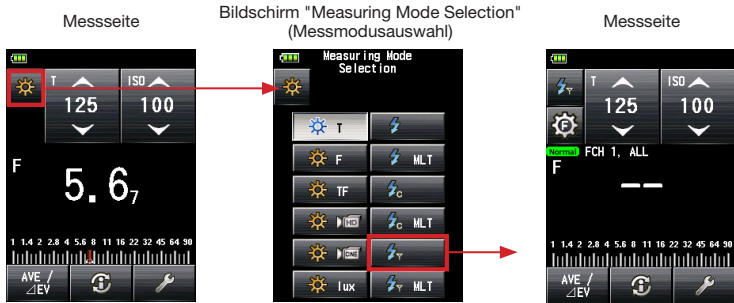 Messseite
Bildschirm "Measuring Mode Selection"
(Messmodusauswahl)
Messseite
T
ISO
125
100
F
5.6₇
1 1.4 2 2.8 4 5.6 8 11 16 22 32 45 64 90
AVE /
⊿EV
Measuring Mode
Selection
T
F
MLT
TF
C
HD
C MLT
CINE
Y
lux
Y MLT
Y
T
ISO
125
100
F
Normal FCH 1, ALL
F
--
1 1.4 2 2.8 4 5.6 8 11 16 22 32 45 64 90
AVE /
⊿EV